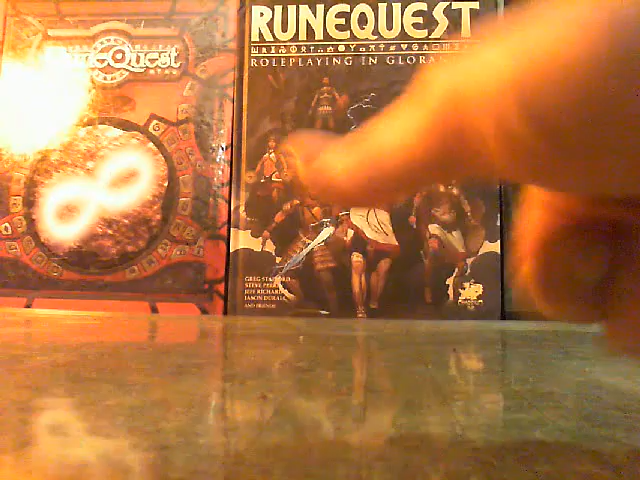 RuneQuest
RUNEQUEST
ROLEPLAYING IN GLORAN
GREG STAFFORD
STEVE PERRIN
JEFF RICHARD
JASON DURALL
AND FRIENDS